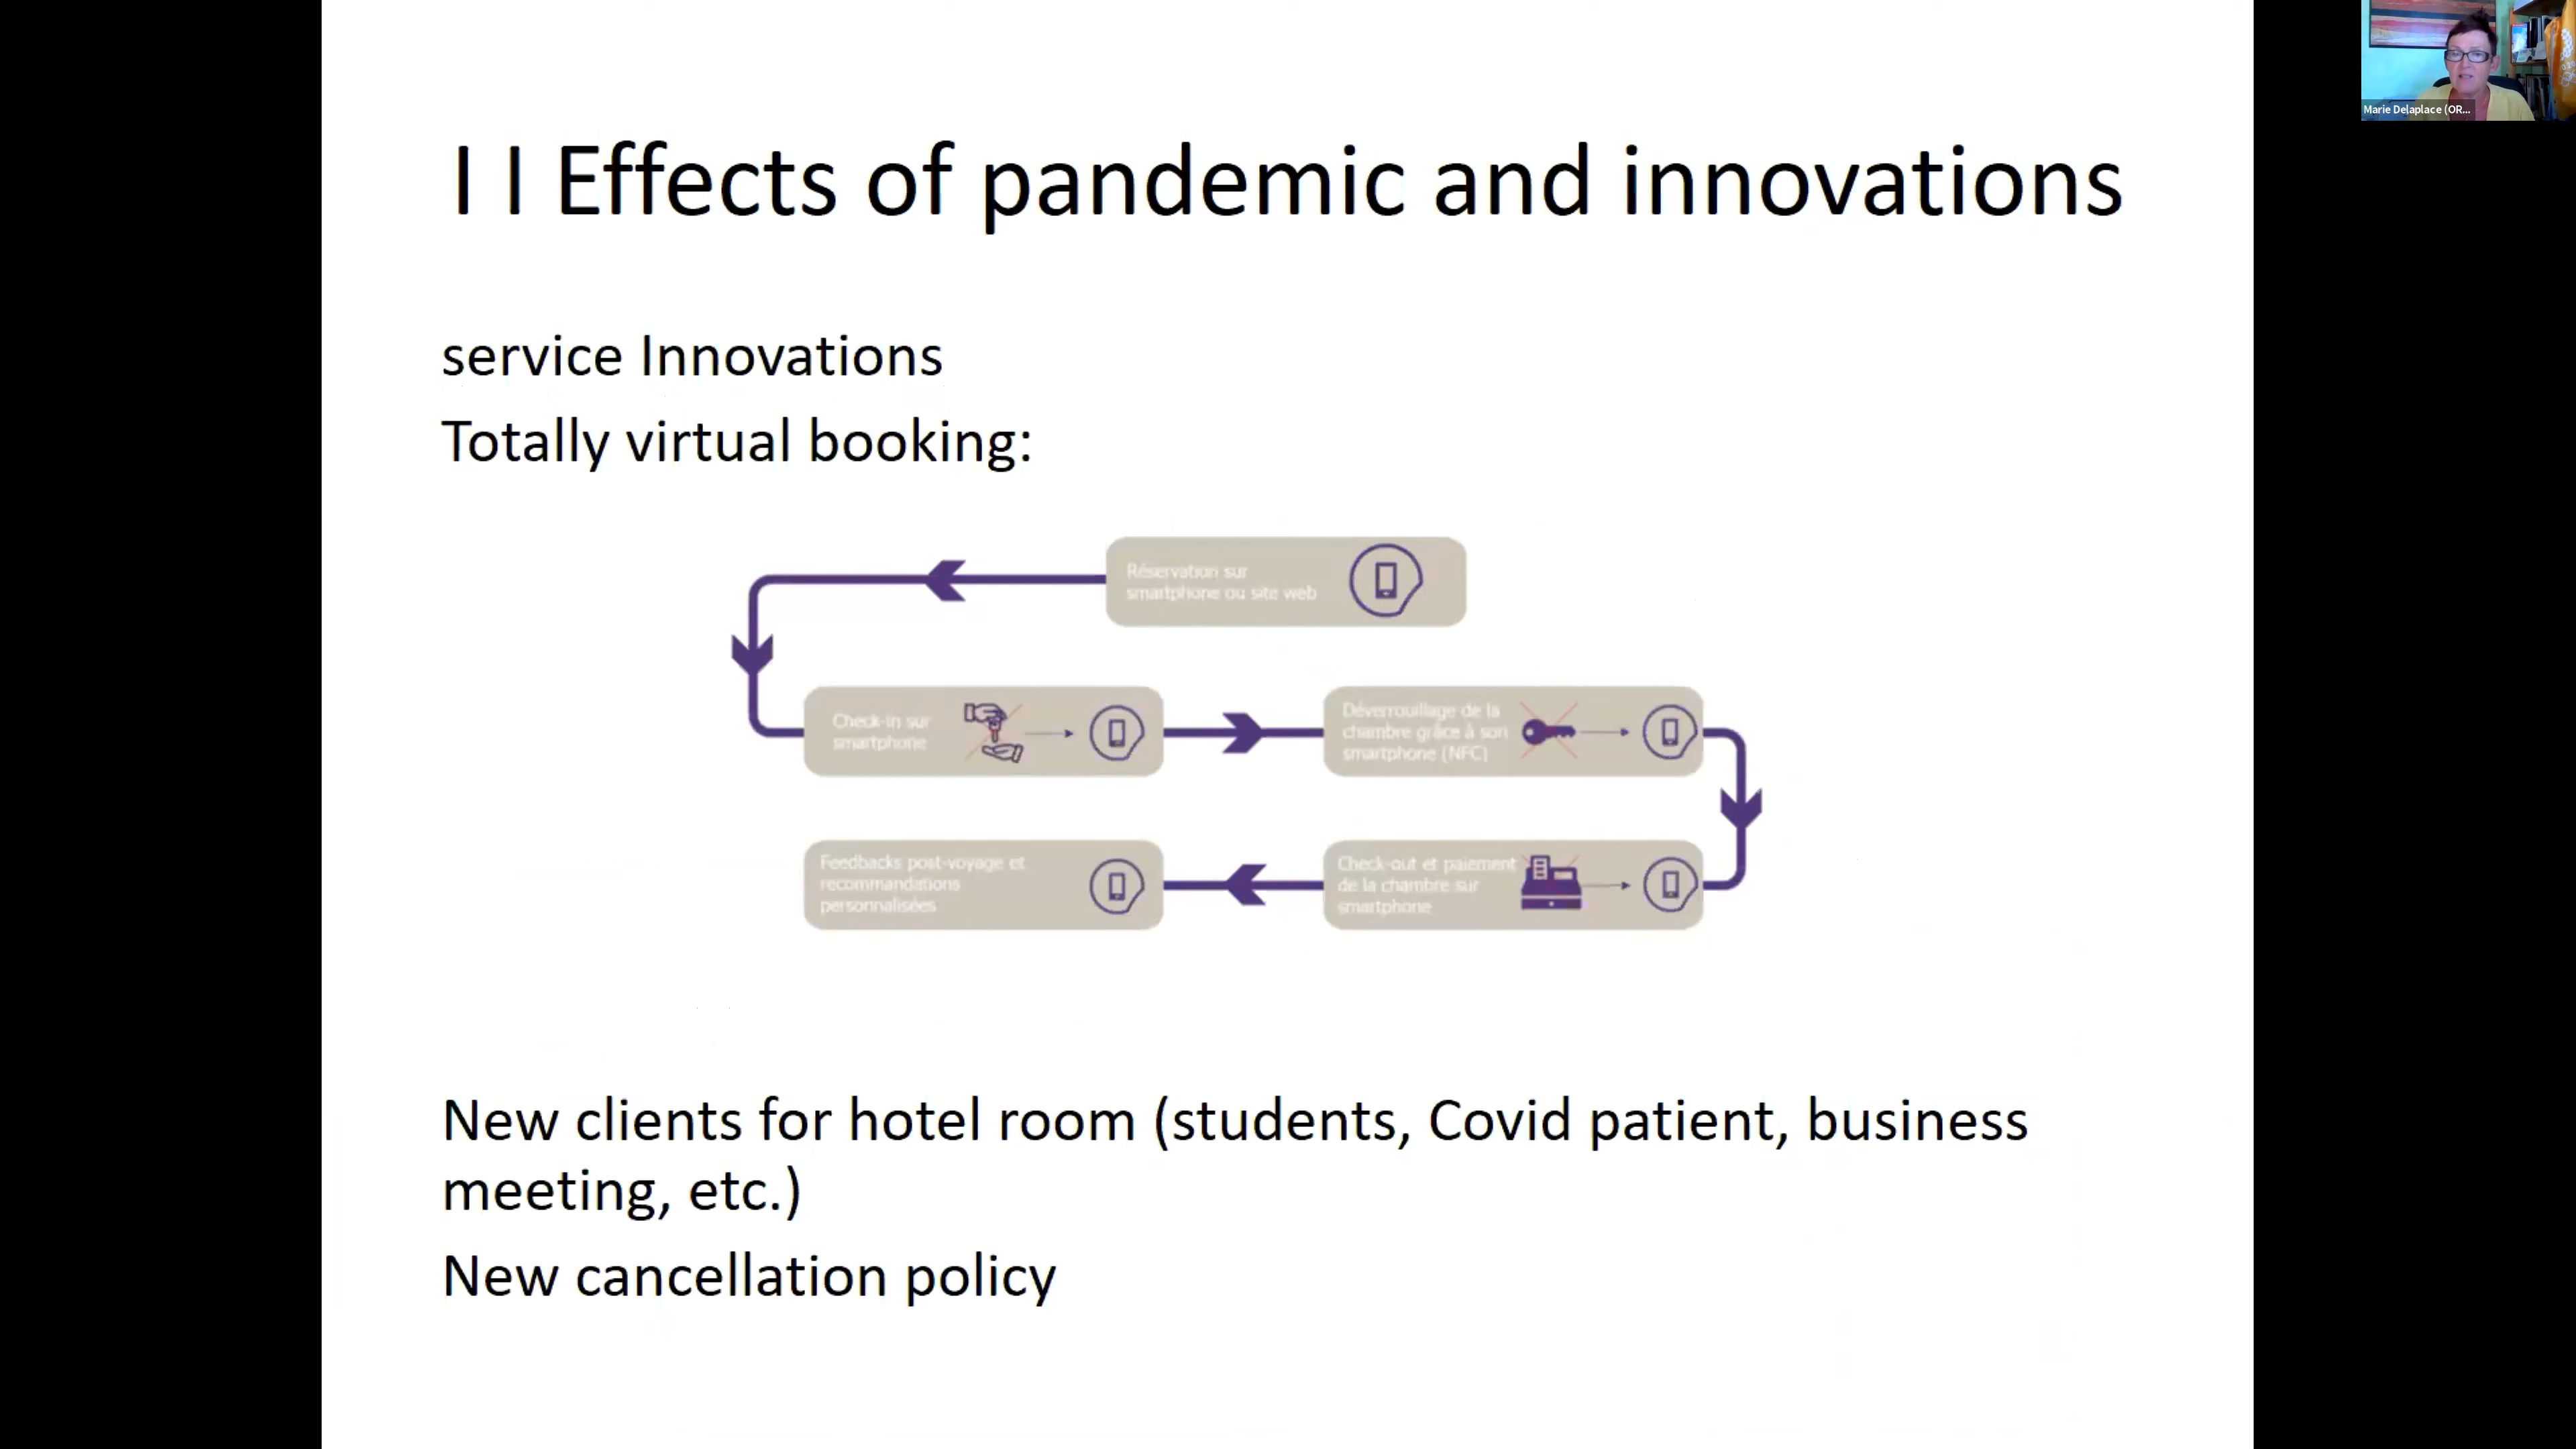 Marie Delaplace (OR...
I I Effects of pandemic and innovations
service Innovations
Totally virtual booking:
Réservation sur
smartphone ou site web
Check-in sur
smartphone
Déverrouillage de la
chambre grâce à son
smartphone (NFC)
Feedbacks post-voyage et
recommandations
personnalisées
Check-out et paiement
de la chambre sur
smartphone
New clients for hotel room (students, Covid patient, business
meeting, etc.)
New cancellation policy